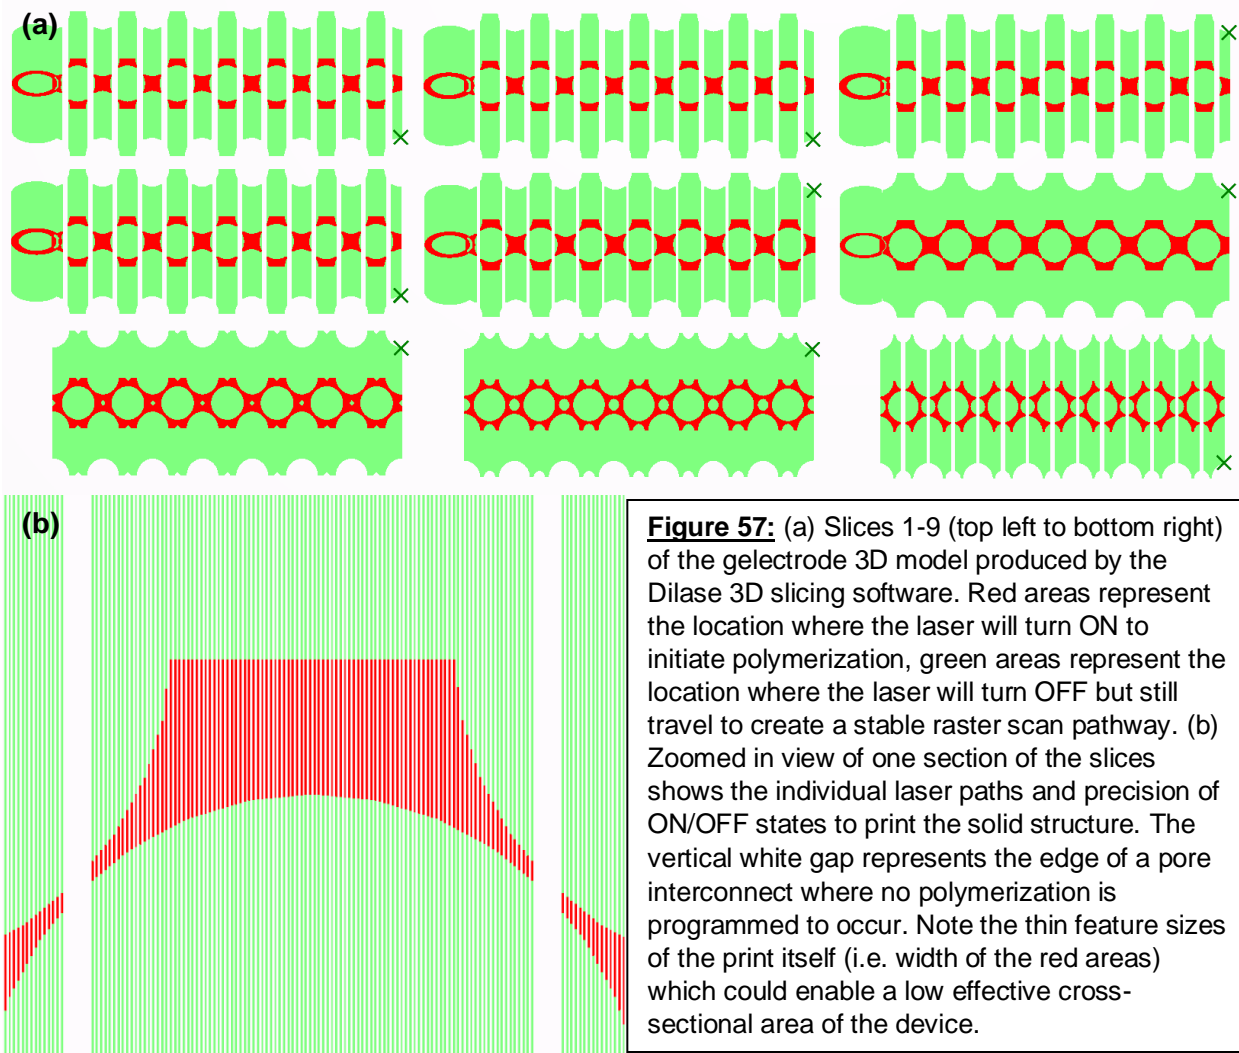 (a)
(b)
Figure 57: (a) Slices 1-9 (top left to bottom right)
of the gelectrode 3D model produced by the
Dilase 3D slicing software. Red areas represent
the location where the laser will turn ON to
initiate polymerization, green areas represent the
location where the laser will turn OFF but still
travel to create a stable raster scan pathway. (b)
Zoomed in view of one section of the slices
shows the individual laser paths and precision of
ON/OFF states to print the solid structure. The
vertical white gap represents the edge of a pore
interconnect where no polymerization is
programmed to occur. Note the thin feature sizes
of the print itself (i.e. width of the red areas)
which could enable a low effective cross-
sectional area of the device.